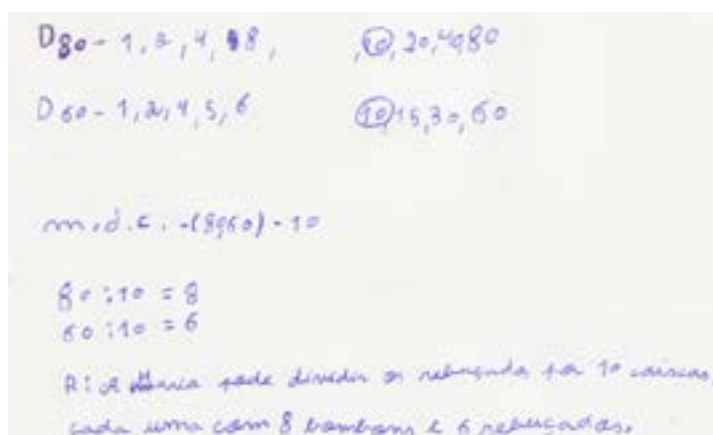 D80 - 1, 2, 4, 8, , 10, 20, 40, 80
D60 - 1, 2, 4, 5, 6 10, 15, 30, 60
m.d.c. - (80,60) - 10
80 : 10 = 8
60 : 10 = 6
R: A Maria pode dividir os rebuçados por 10 caixas,
cada uma com 8 bombons e 6 rebuçados.